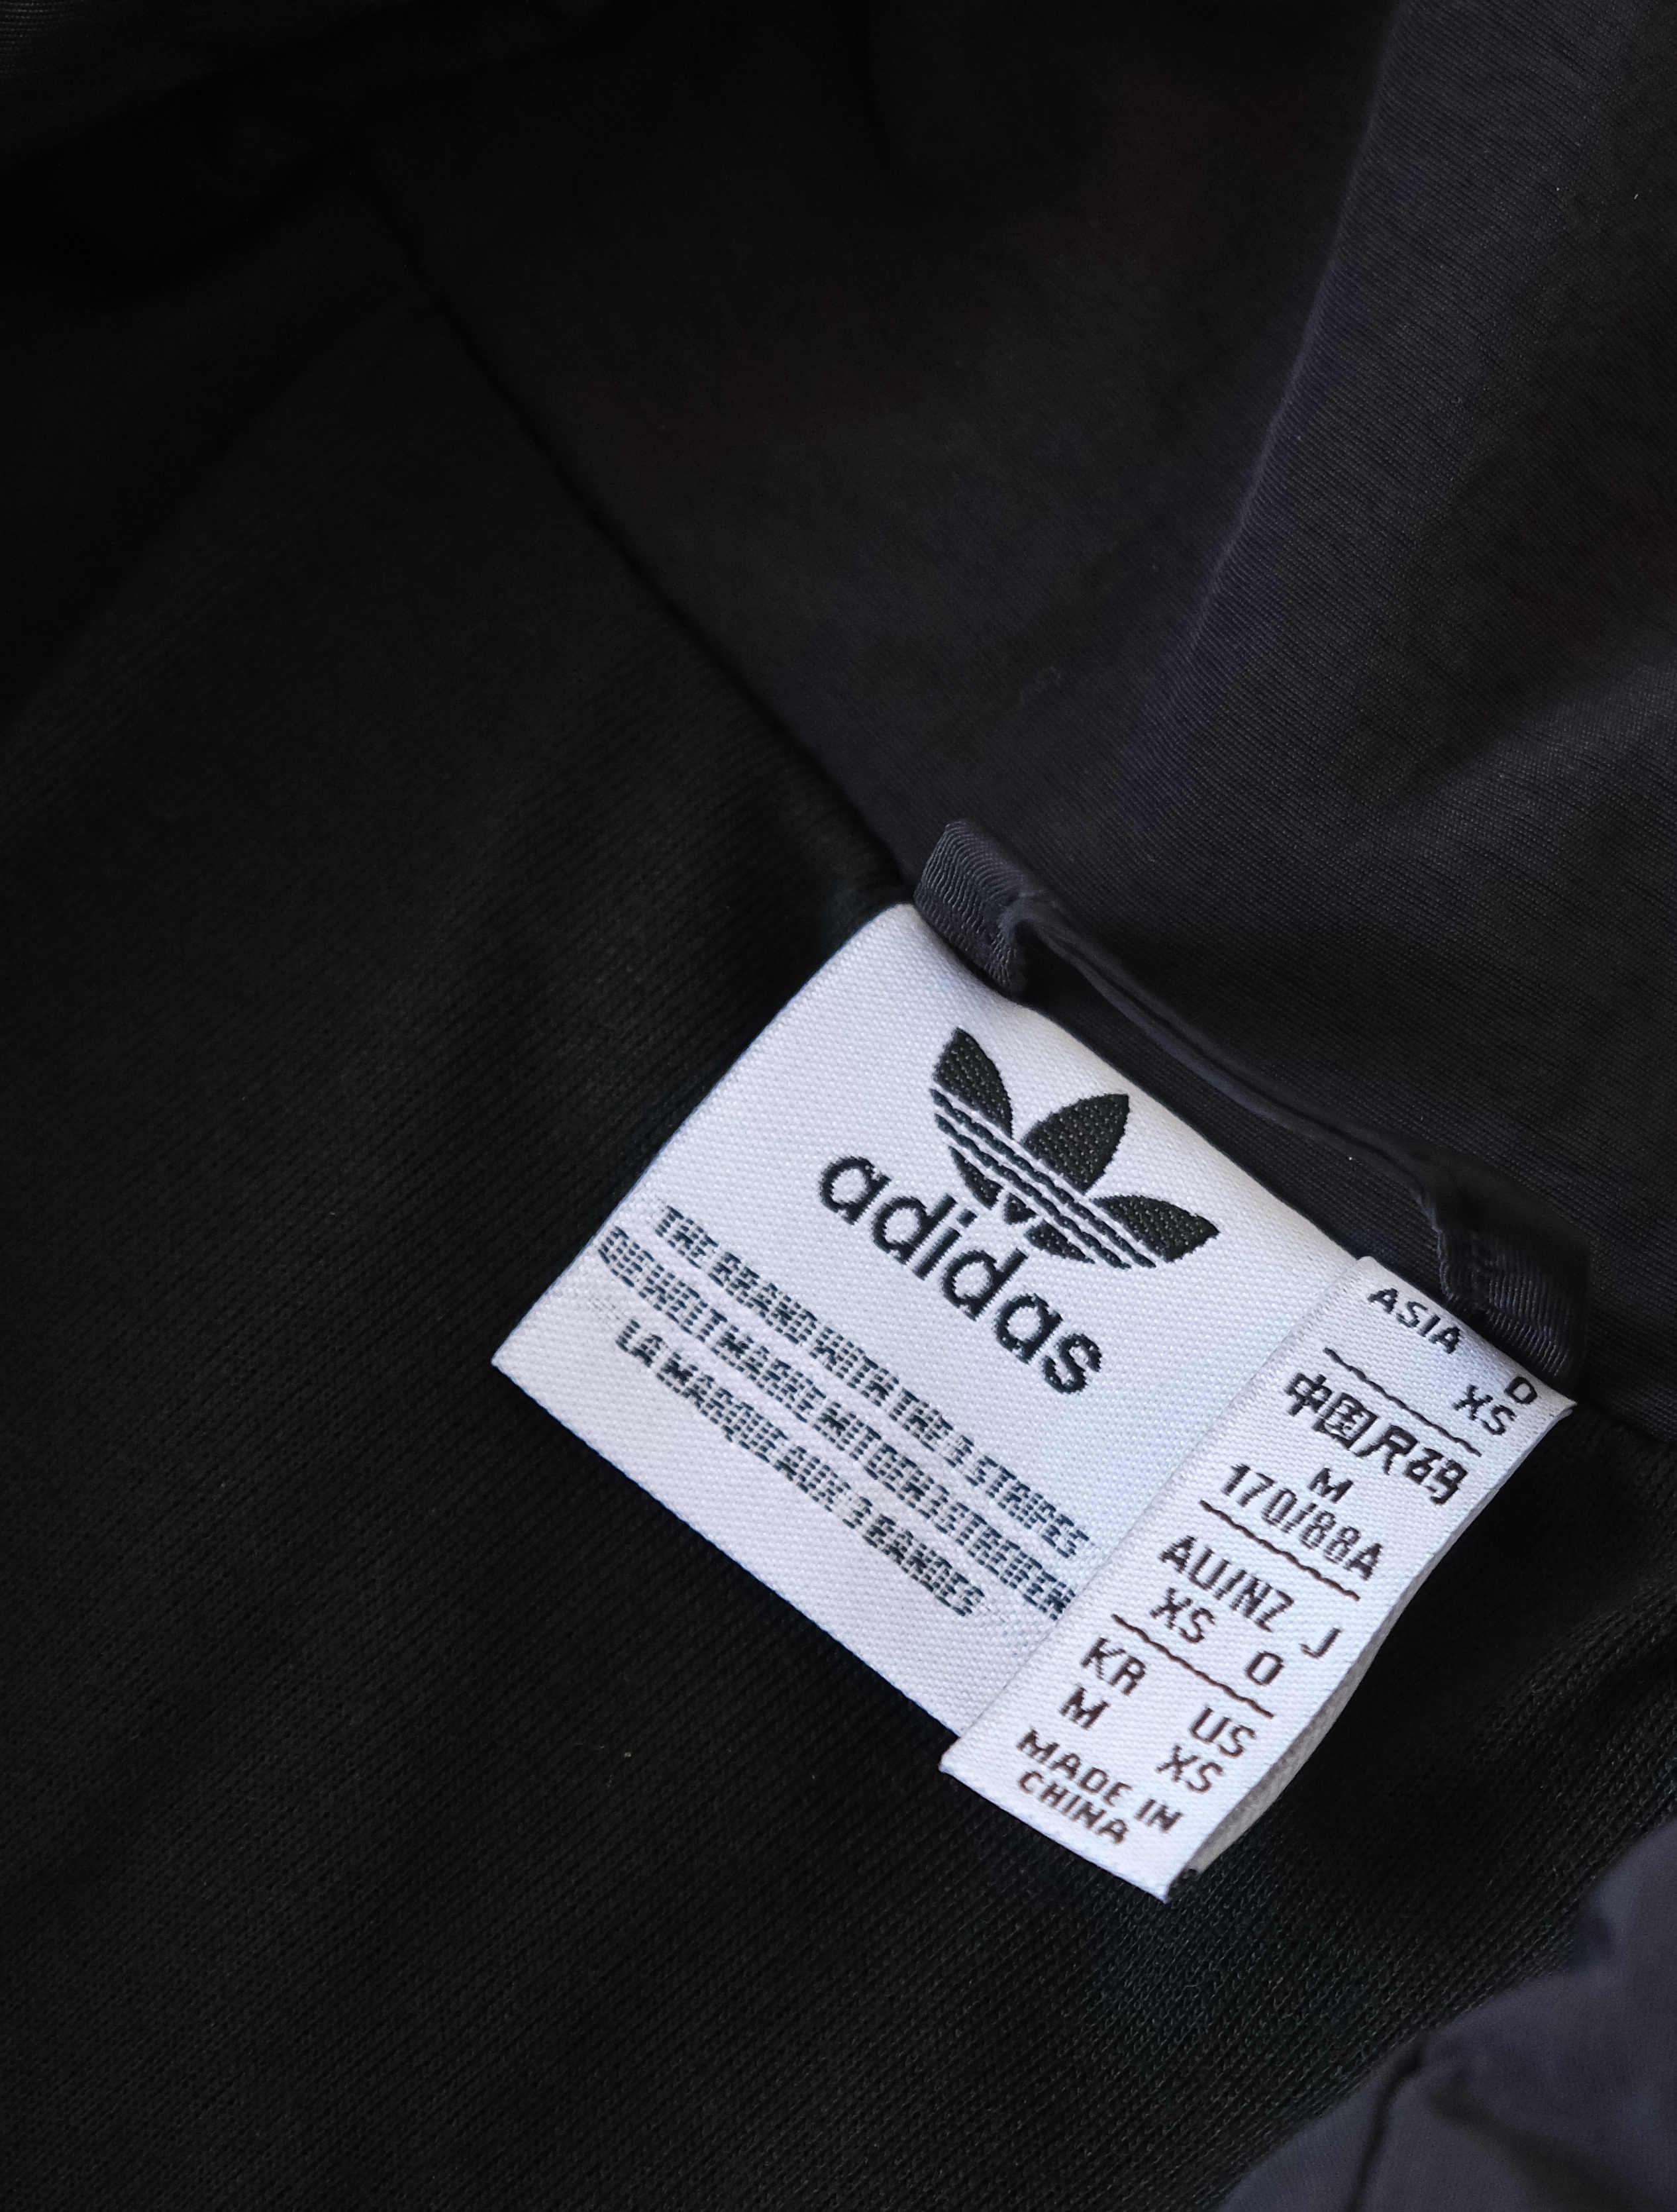 adidas
THE BRAND WITH THE 3 STRIPES
DIE WELTMARKE MIT DEN 3 STREIFEN
LA MARQUE AUX 3 BANDES
ASIA D
XS
中国尺码
M
170/88A
AU/NZ J
XS O
KR US
M XS
MADE IN
CHINA